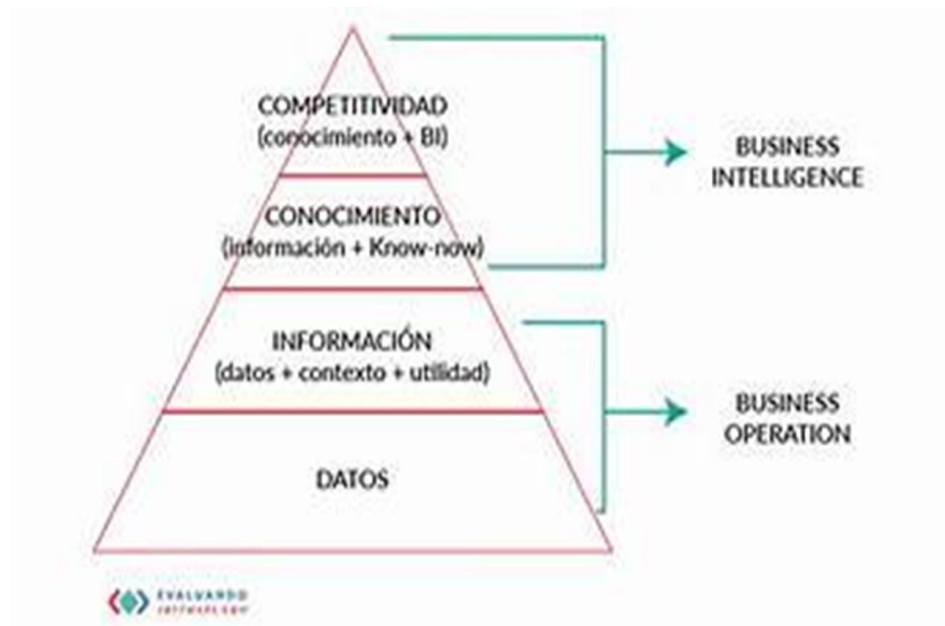 COMPETITIVIDAD
(conocimiento + BI)
BUSINESS
INTELLIGENCE
CONOCIMIENTO
(información + Know-now)
INFORMACIÓN
(datos + contexto + utilidad)
BUSINESS
OPERATION
DATOS
EVALUANDO